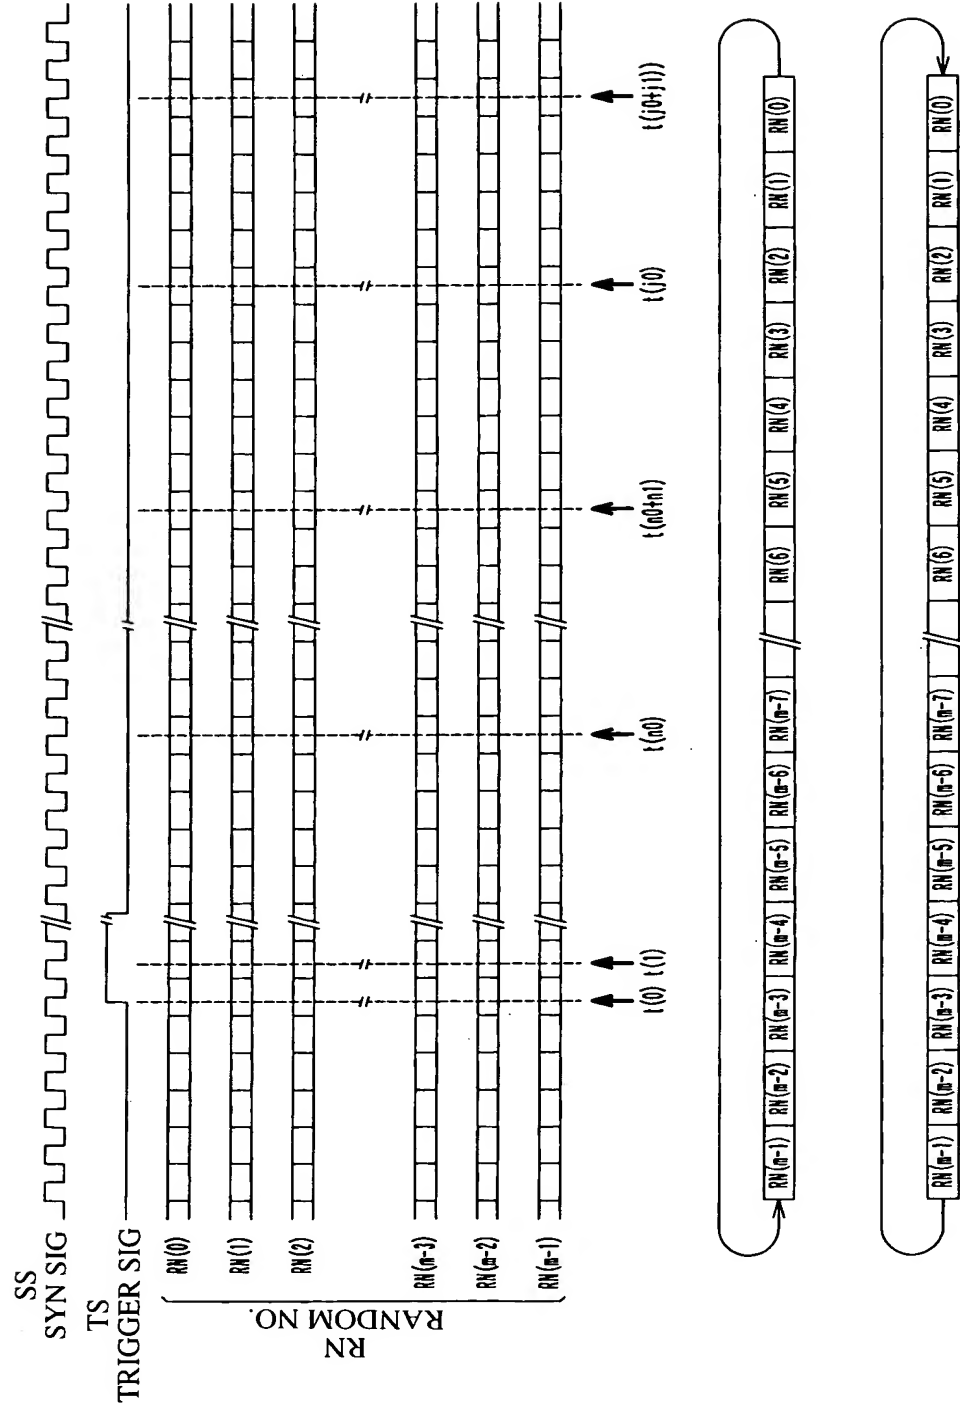 SS
SYN SIG
TS
TRIGGER SIG
RN
RANDOM NO.
RN(0)
RN(1)
RN(2)
RN(m-3)
RN(m-2)
RN(m-1)
t(0) t(1) t(n0) t(n0+n1) t(j0) t(j0+j1))
RN(m-1) RN(m-2) RN(m-3) RN(m-4) RN(m-5) RN(m-6) RN(m-7) RN(6) RN(5) RN(4) RN(3) RN(2) RN(1) RN(0)
RN(m-1) RN(m-2) RN(m-3) RN(m-4) RN(m-5) RN(m-6) RN(m-7) RN(6) RN(5) RN(4) RN(3) RN(2) RN(1) RN(0)